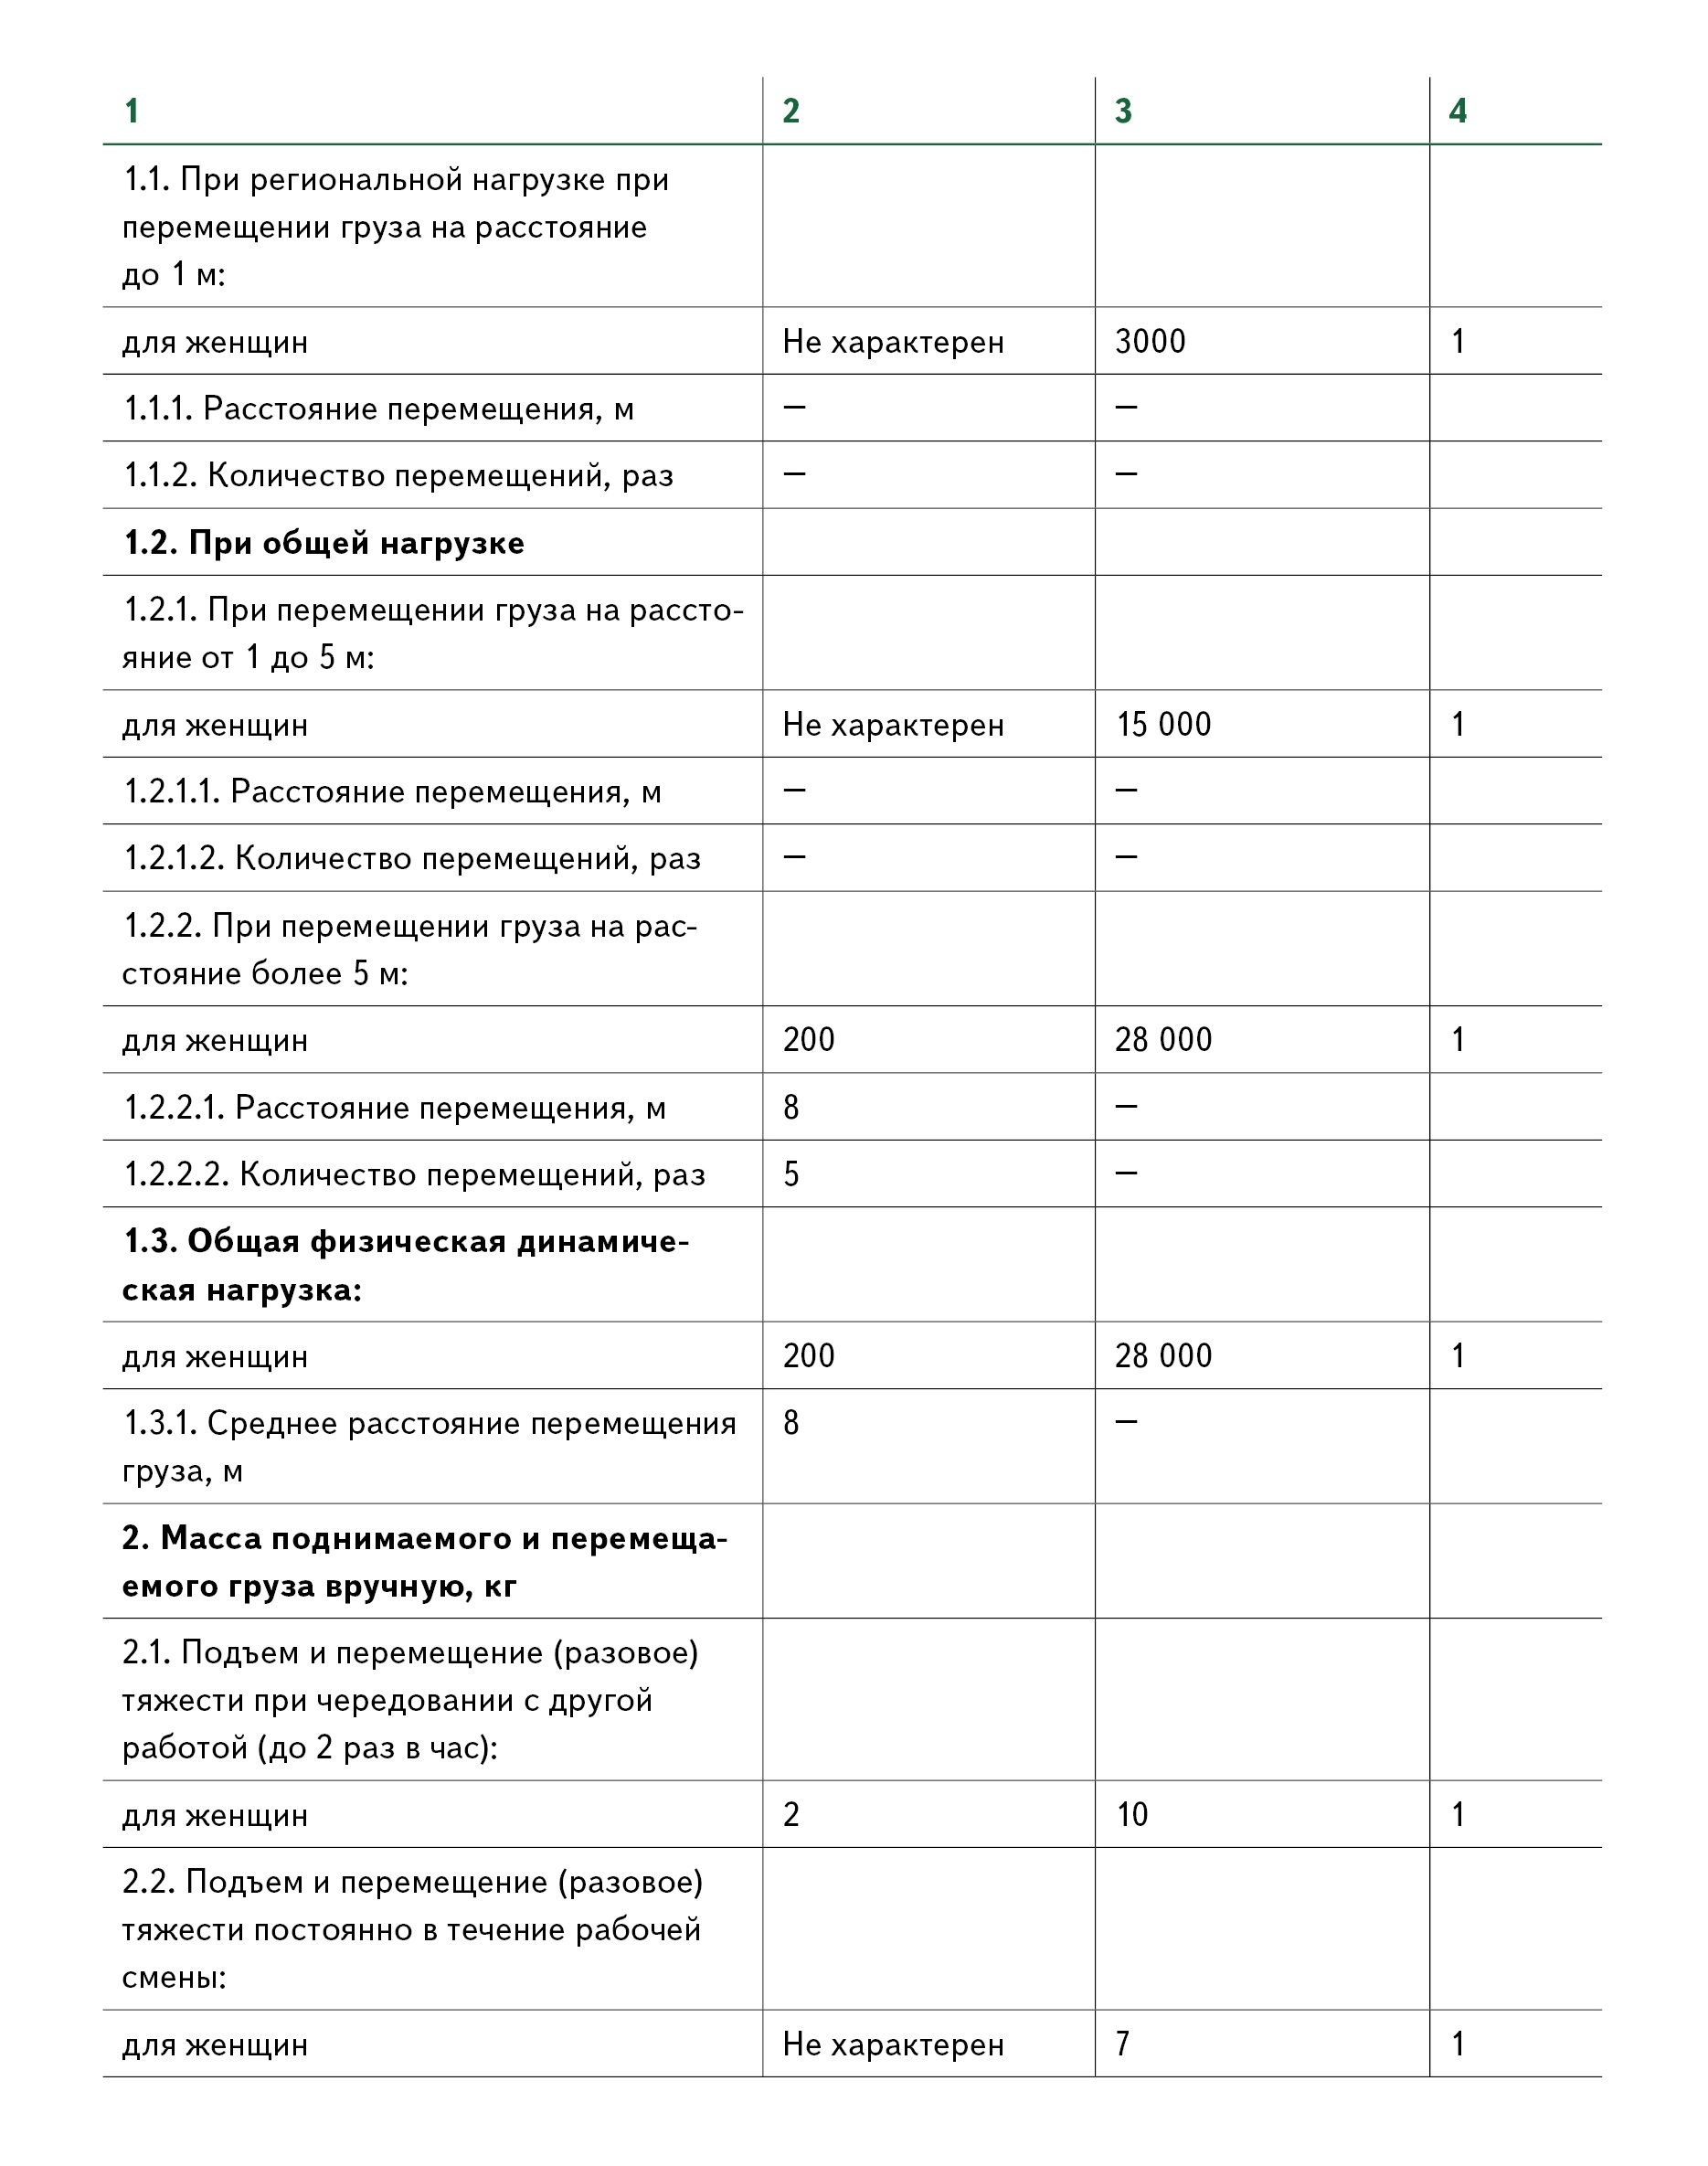 1 2 3 4
1.1. При региональной нагрузке при
перемещении груза на расстояние
до 1 м:
для женщин Не характерен 3000 1
1.1.1. Расстояние перемещения, м — —
1.1.2. Количество перемещений, раз — —
1.2. При общей нагрузке
1.2.1. При перемещении груза на рассто-
яние от 1 до 5 м:
для женщин Не характерен 15 000 1
1.2.1.1. Расстояние перемещения, м — —
1.2.1.2. Количество перемещений, раз — —
1.2.2. При перемещении груза на рас-
стояние более 5 м:
для женщин 200 28 000 1
1.2.2.1. Расстояние перемещения, м 8 —
1.2.2.2. Количество перемещений, раз 5 —
1.3. Общая физическая динамиче-
ская нагрузка:
для женщин 200 28 000 1
1.3.1. Среднее расстояние перемещения 8 —
груза, м
2. Масса поднимаемого и перемеща-
емого груза вручную, кг
2.1. Подъем и перемещение (разовое)
тяжести при чередовании с другой
работой (до 2 раз в час):
для женщин 2 10 1
2.2. Подъем и перемещение (разовое)
тяжести постоянно в течение рабочей
смены:
для женщин Не характерен 7 1